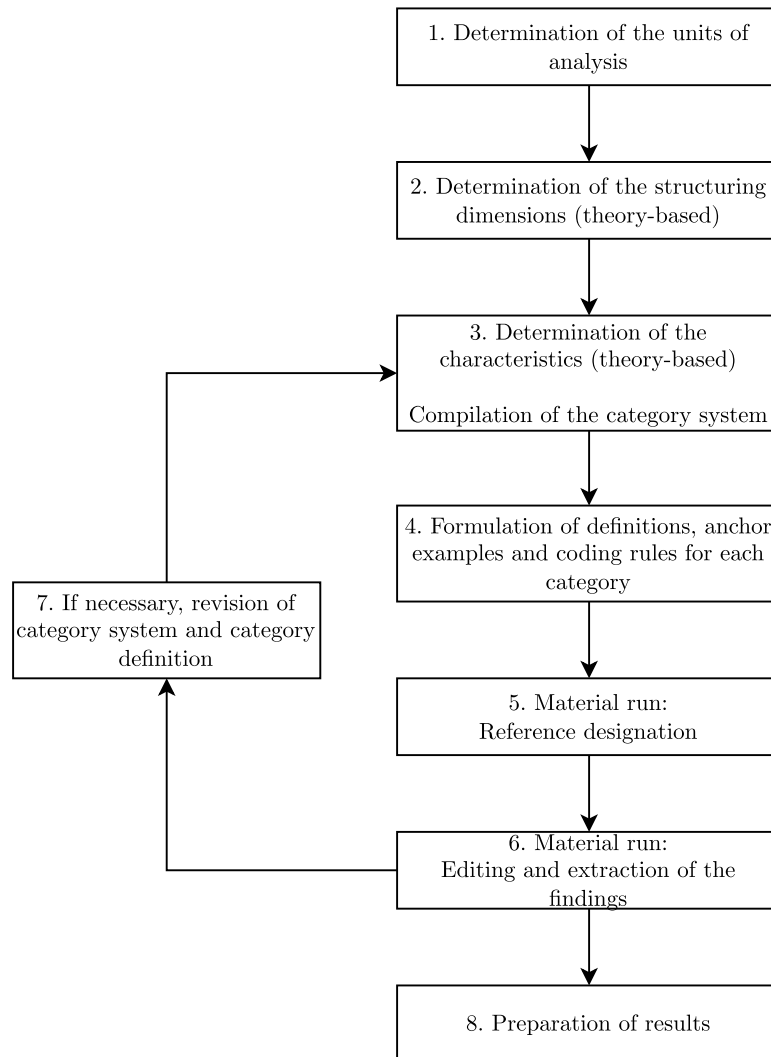 1. Determination of the units of
analysis
2. Determination of the structuring
dimensions (theory-based)
3. Determination of the
characteristics (theory-based)
Compilation of the category system
4. Formulation of definitions, anchor
examples and coding rules for each
category
7. If necessary, revision of
category system and category
definition
5. Material run:
Reference designation
6. Material run:
Editing and extraction of the
findings
8. Preparation of results